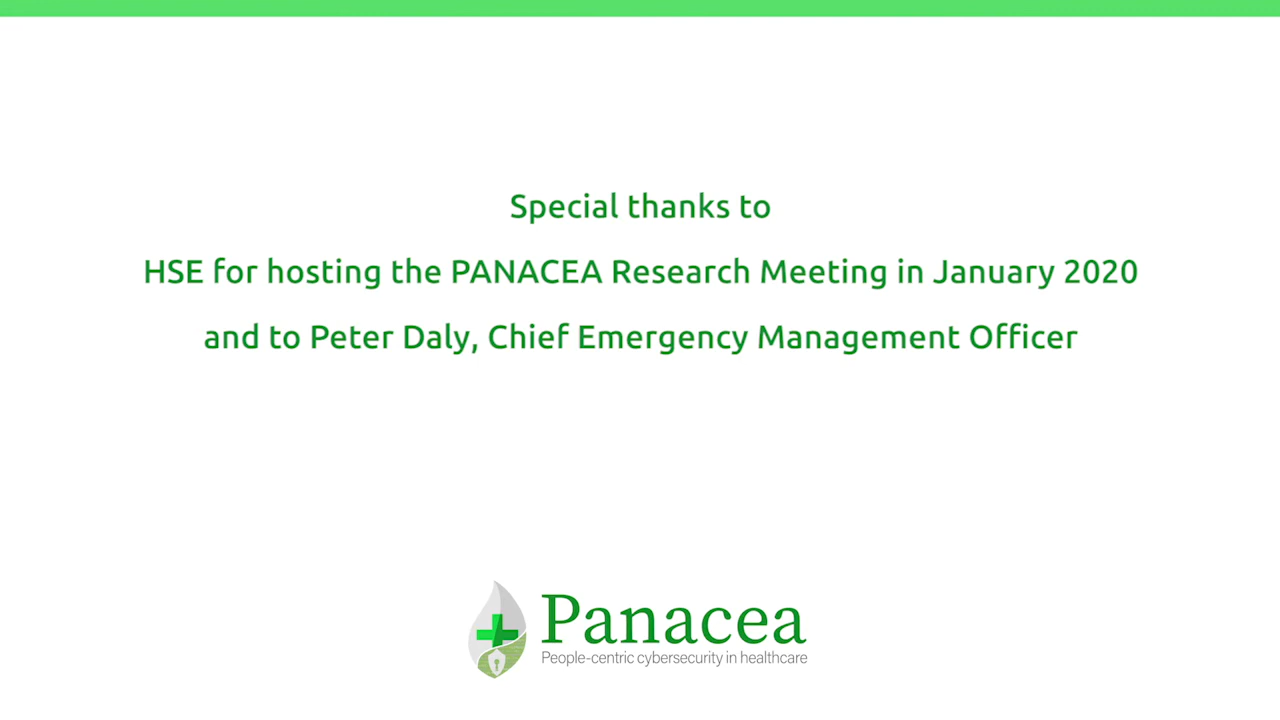 Special thanks to
HSE for hosting the PANACEA Research Meeting in January 2020
and to Peter Daly, Chief Emergency Management Officer
Panacea
People-centric cybersecurity in healthcare